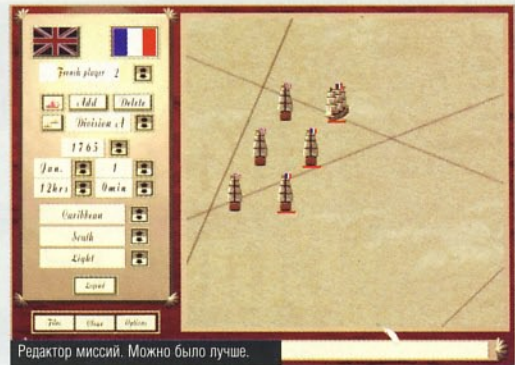 French player 2
Add Delete
Division A
1765
Jan. 1
12hrs 0min
Caribbean
South
Light
Files Close Options
Редактор миссий. Можно было лучше.